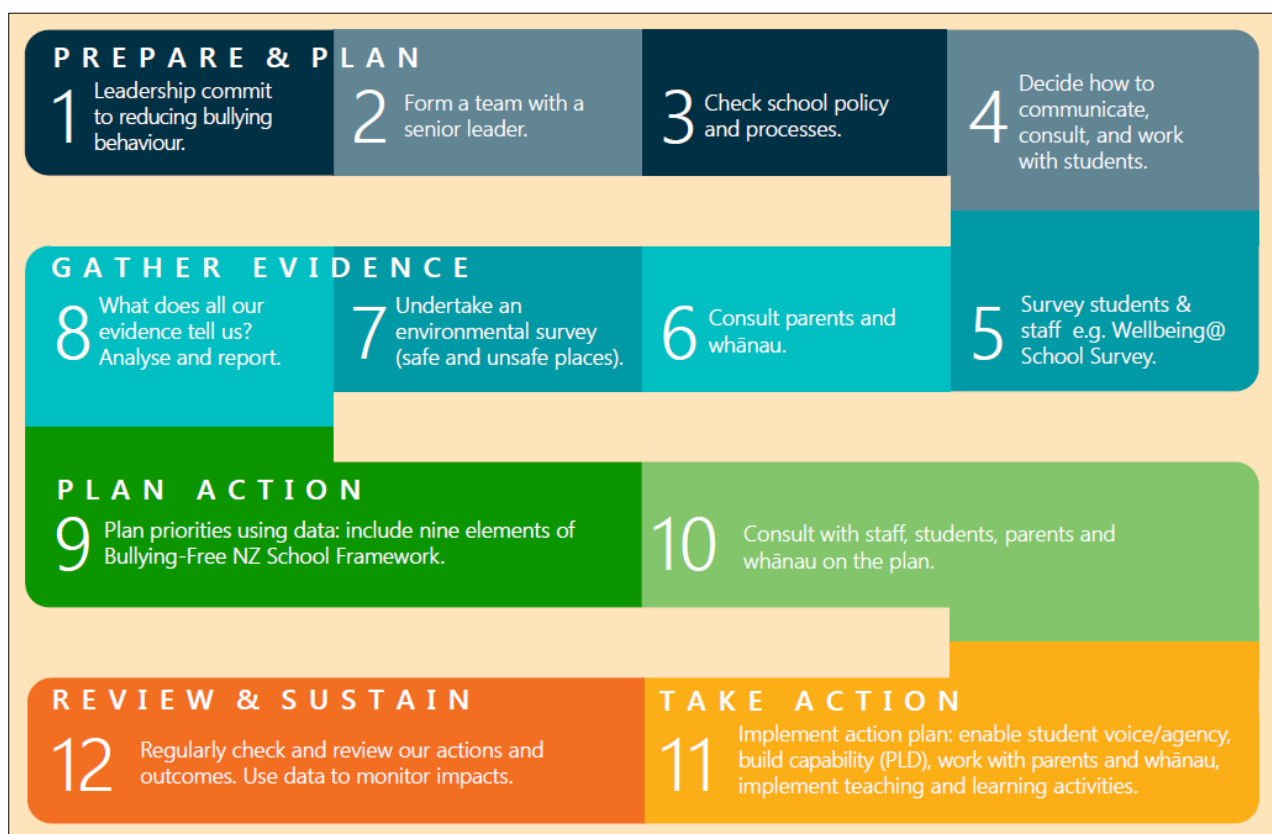 PREPARE & PLAN
1
Leadership commit
to reducing bullying
behaviour.
2
Form a team with a
senior leader.
3
Check school policy
and processes.
4
Decide how to
communicate,
consult, and work
with students.
GATHER EVIDENCE
8
What does all our
evidence tell us?
Analyse and report.
7
Undertake an
environmental survey
(safe and unsafe places).
6
Consult parents and
whānau.
5
Survey students &
staff e.g. Wellbeing@
School Survey.
PLAN ACTION
9
Plan priorities using data: include nine elements of
Bullying-Free NZ School Framework.
10
Consult with staff, students, parents and
whānau on the plan.
REVIEW & SUSTAIN
12
Regularly check and review our actions and
outcomes. Use data to monitor impacts.
TAKE ACTION
11
Implement action plan: enable student voice/agency,
build capability (PLD), work with parents and whānau,
implement teaching and learning activities.